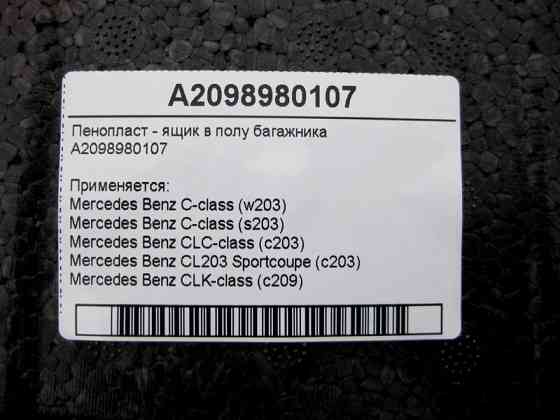 A2098980107
Пенопласт - ящик в полу багажника
A2098980107
Применяется:
Mercedes Benz C-class (w203)
Mercedes Benz C-class (s203)
Mercedes Benz CLC-class (c203)
Mercedes Benz CL203 Sportcoupe (c203)
Mercedes Benz CLK-class (c209)